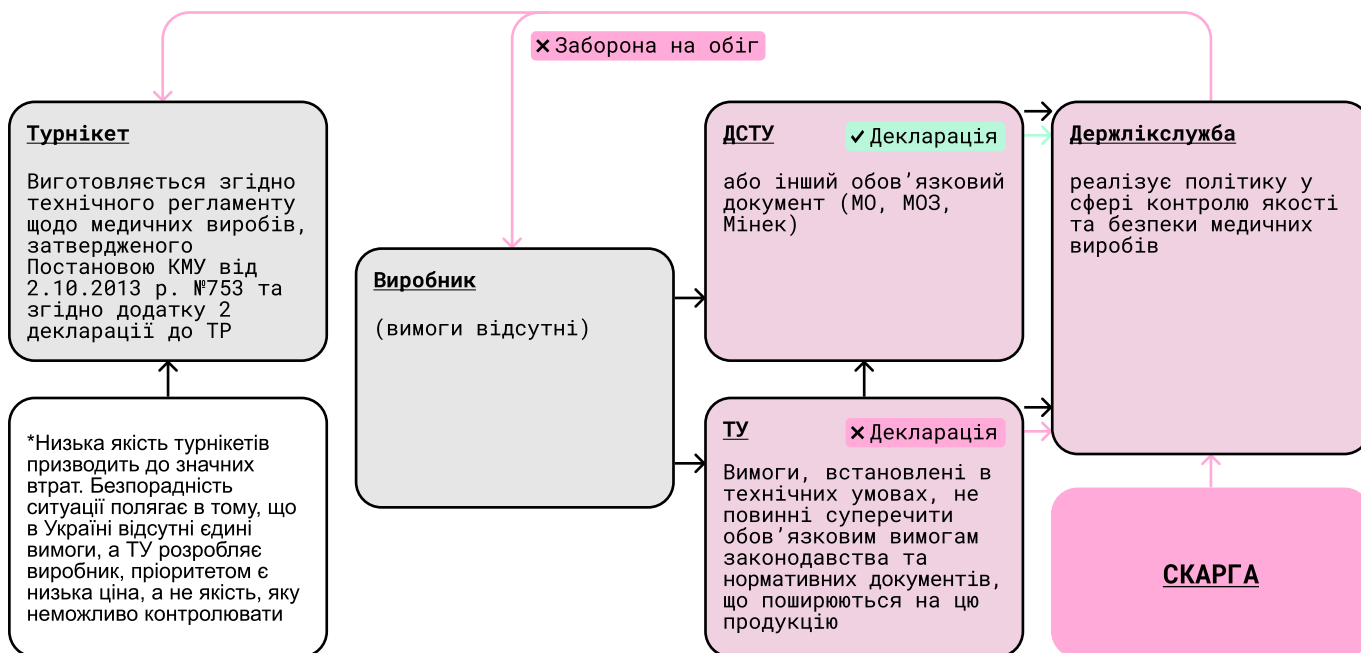 ✕ Заборона на обіг
Турнікет
Виготовляється згідно
технічного регламенту
щодо медичних виробів,
затвердженого
Постановою КМУ від
2.10.2013 р. №753 та
згідно додатку 2
декларації до ТР
*Низька якість турнікетів
призводить до значних
втрат. Безпорадність
ситуації полягає в тому, що
в Україні відсутні єдині
вимоги, а ТУ розробляє
виробник, пріоритетом є
низька ціна, а не якість, яку
неможливо контролювати
Виробник
(вимоги відсутні)
ДСТУ
✓ Декларація
або інший обов’язковий
документ (МО, МОЗ,
Мінек)
ТУ
✕ Декларація
Вимоги, встановлені в
технічних умовах, не
повинні суперечити
обов’язковим вимогам
законодавства та
нормативних документів,
що поширюються на цю
продукцію
Держлікслужба
реалізує політику у
сфері контролю якості
та безпеки медичних
виробів
СКАРГА